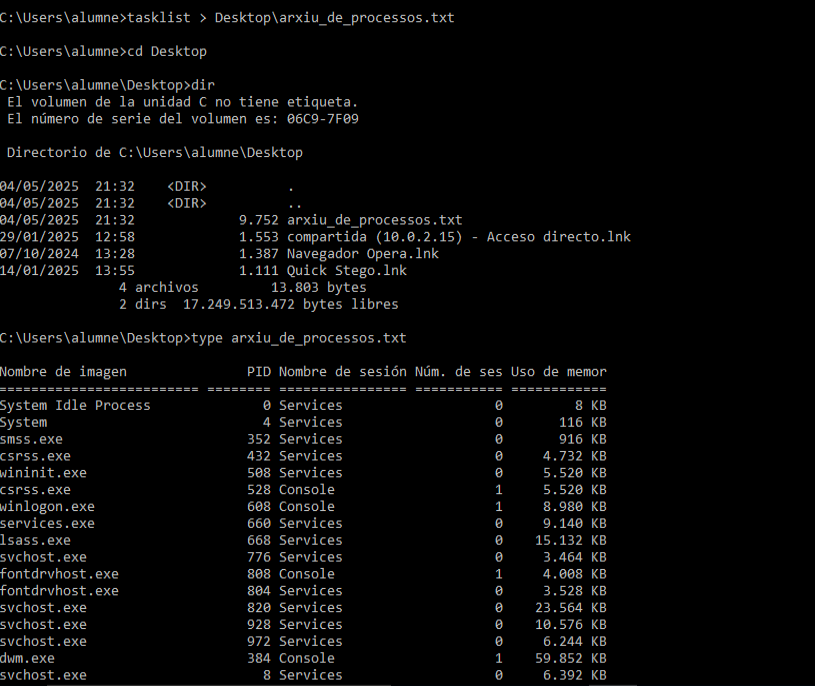 C:\Users\alumne>tasklist > Desktop\arxiu_de_processos.txt
C:\Users\alumne>cd Desktop
C:\Users\alumne\Desktop>dir
 El volumen de la unidad C no tiene etiqueta.
 El número de serie del volumen es: 06C9-7F09
 Directorio de C:\Users\alumne\Desktop
04/05/2025  21:32    <DIR>          .
04/05/2025  21:32    <DIR>          ..
04/05/2025  21:32             9.752 arxiu_de_processos.txt
29/01/2025  12:58             1.553 compartida (10.0.2.15) - Acceso directo.lnk
07/10/2024  13:28             1.387 Navegador Opera.lnk
14/01/2025  13:55             1.111 Quick Stego.lnk
               4 archivos         13.803 bytes
               2 dirs  17.249.513.472 bytes libres
C:\Users\alumne\Desktop>type arxiu_de_processos.txt
Nombre de imagen               PID Nombre de sesión Núm. de ses Uso de memor
========================= ======== ================ =========== ============
System Idle Process              0 Services                   0         8 KB
System                           4 Services                   0       116 KB
smss.exe                       352 Services                   0       916 KB
csrss.exe                      432 Services                   0     4.732 KB
wininit.exe                    508 Services                   0     5.520 KB
csrss.exe                      528 Console                    1     5.520 KB
winlogon.exe                   608 Console                    1     8.980 KB
services.exe                   660 Services                   0     9.140 KB
lsass.exe                      668 Services                   0    15.132 KB
svchost.exe                    776 Services                   0     3.464 KB
fontdrvhost.exe                808 Console                    1     4.008 KB
fontdrvhost.exe                804 Services                   0     3.528 KB
svchost.exe                    820 Services                   0    23.564 KB
svchost.exe                    928 Services                   0    10.576 KB
svchost.exe                    972 Services                   0     6.244 KB
dwm.exe                        384 Console                    1    59.852 KB
svchost.exe                      8 Services                   0     6.392 KB